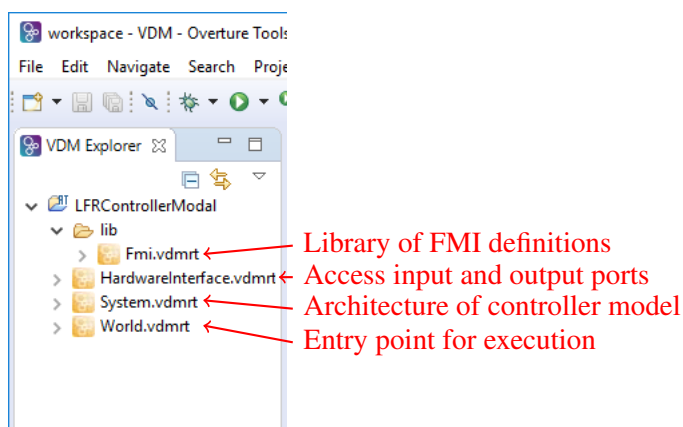 workspace - VDM - Overture Tools
File Edit Navigate Search Proje
VDM Explorer
LFRControllerModal
lib
Fmi.vdmrt
Library of FMI definitions
HardwareInterface.vdmrt
Access input and output ports
System.vdmrt
Architecture of controller model
World.vdmrt
Entry point for execution